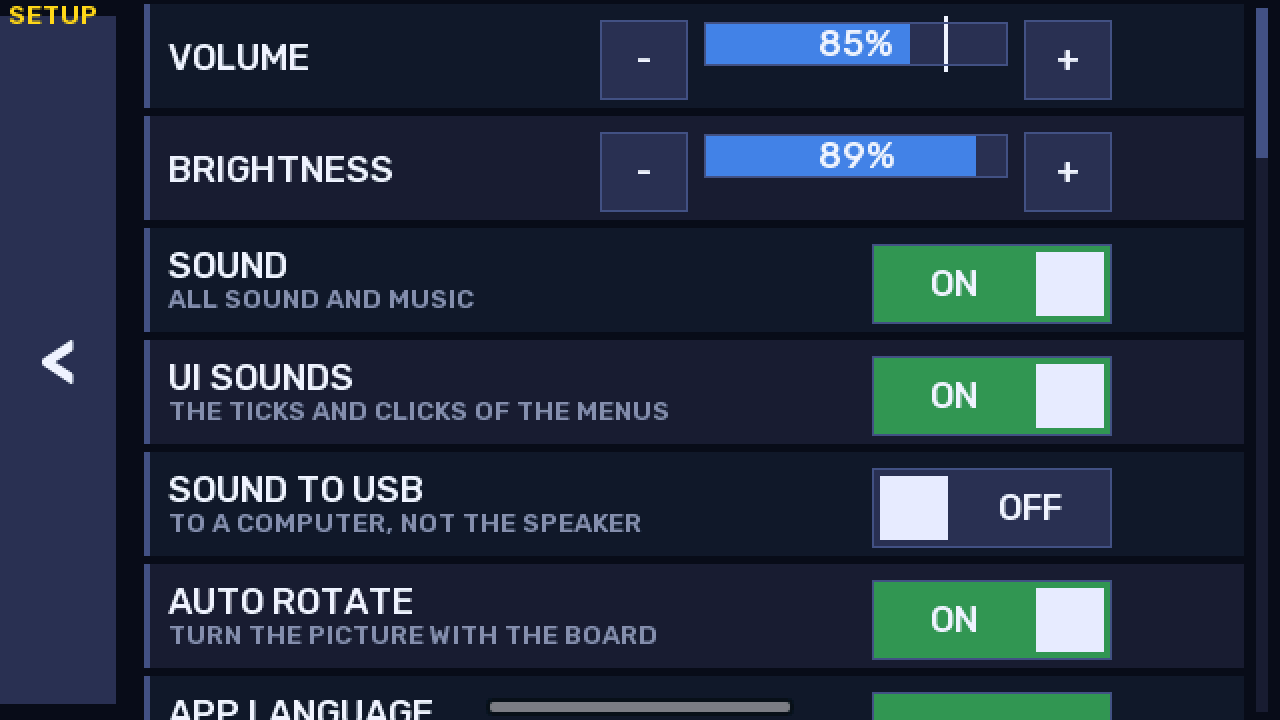 SETUP
VOLUME
-
85%
+
BRIGHTNESS
-
89%
+
SOUND
ALL SOUND AND MUSIC
ON
UI SOUNDS
THE TICKS AND CLICKS OF THE MENUS
ON
SOUND TO USB
TO A COMPUTER, NOT THE SPEAKER
OFF
AUTO ROTATE
TURN THE PICTURE WITH THE BOARD
ON
APP LANGUAGE
<